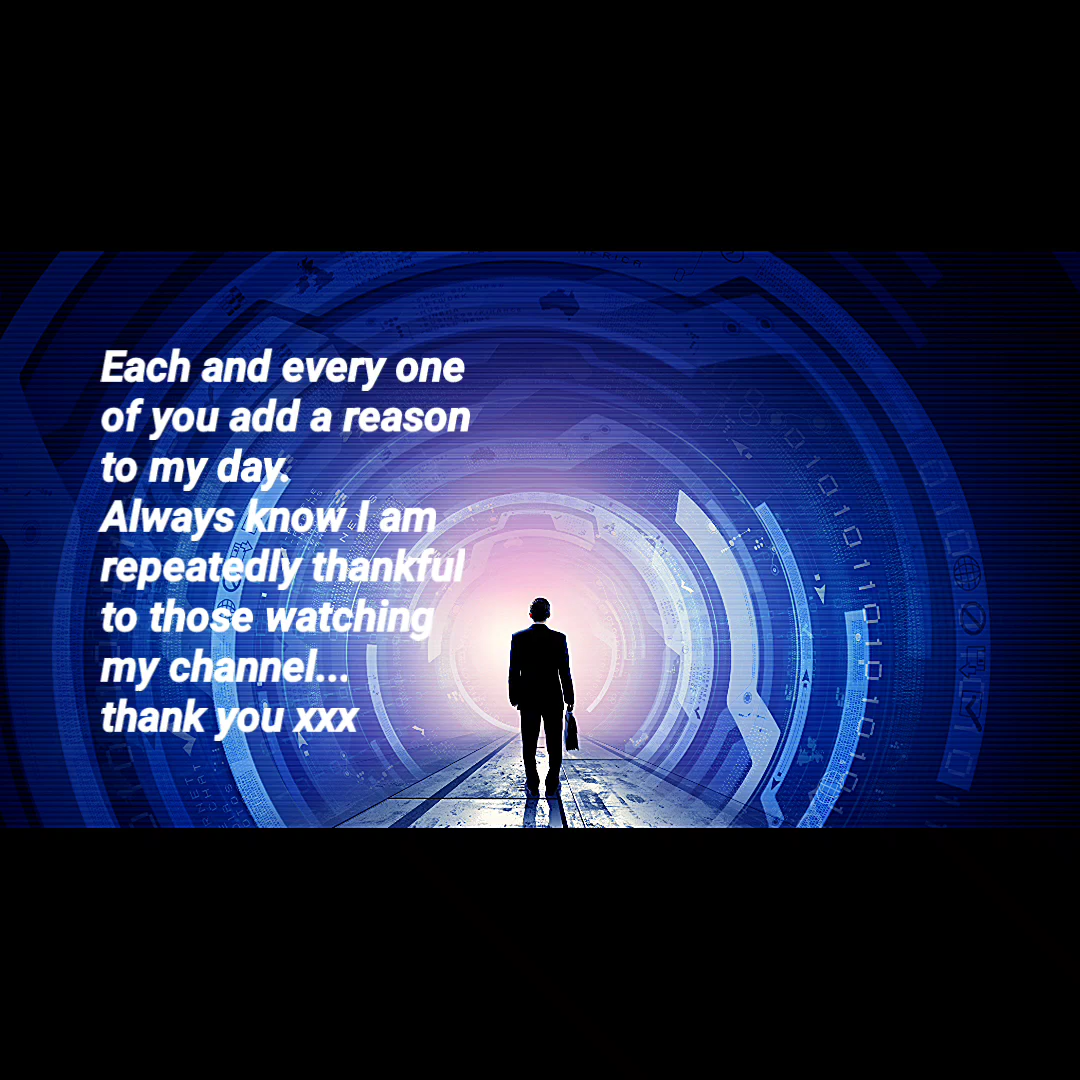 Each and every one
of you add a reason
to my day.
Always know I am
repeatedly thankful
to those watching
my channel...
thank you xxx